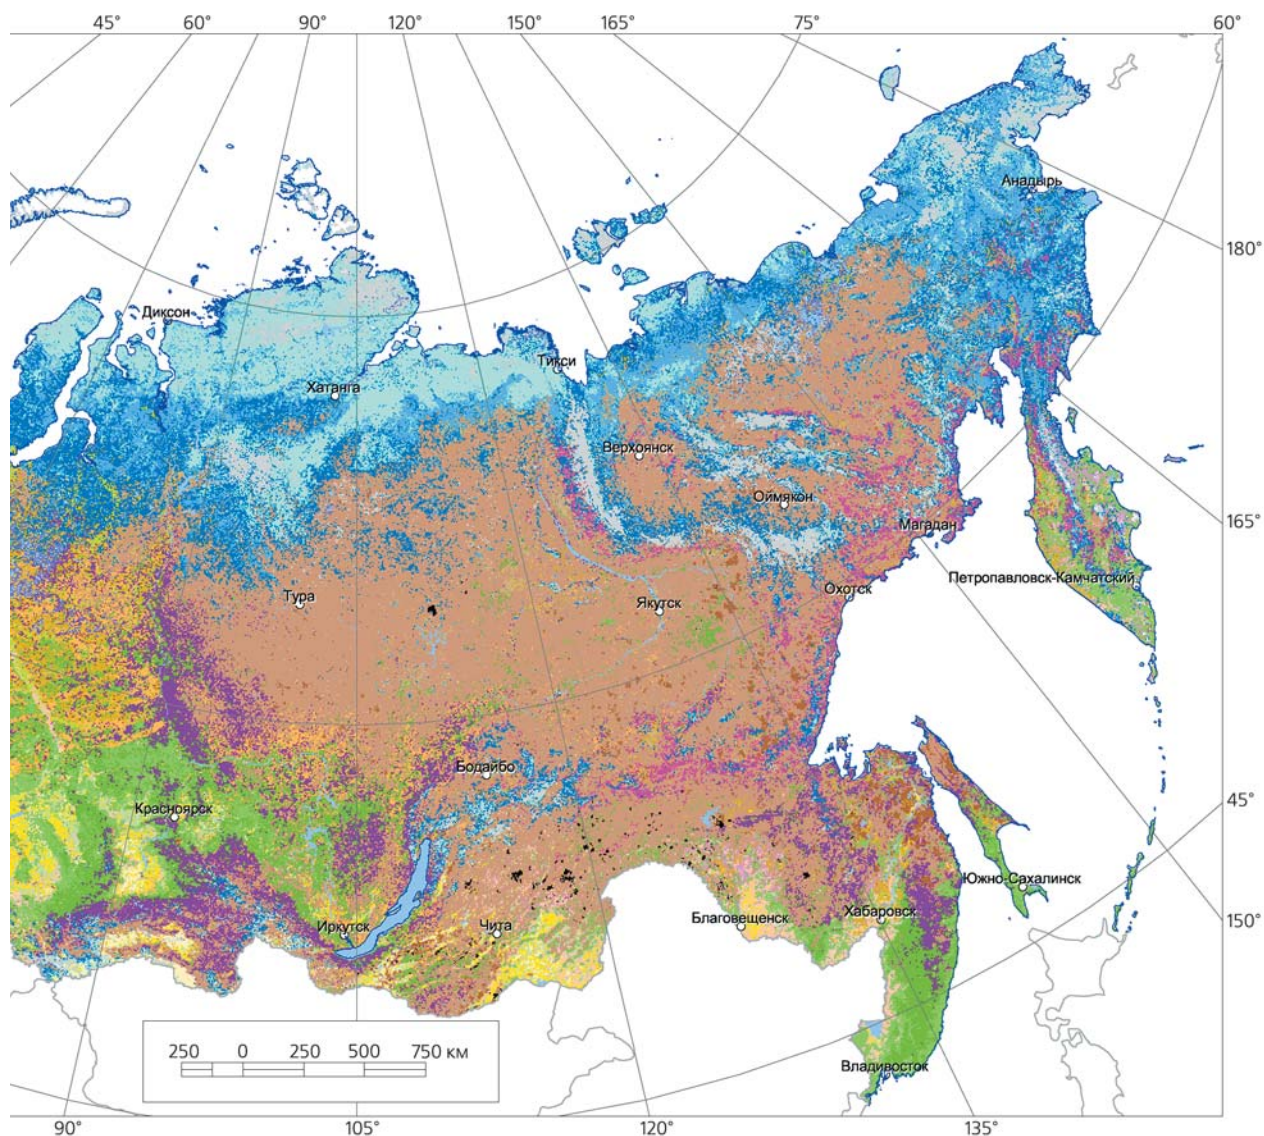 45° 60° 90° 120° 150° 165° 75° 60°
Анадырь
180°
Диксон
Тикси
Хатанга
Верхоянск
Оймякон
Магадан
165°
Петропавловск-Камчатский
Охотск
Тура
Якутск
Бодайбо
Красноярск
45°
Южно-Сахалинск
Хабаровск
Благовещенск
150°
Иркутск
Чита
250 0 250 500 750 км
Владивосток
90° 105° 120° 135°